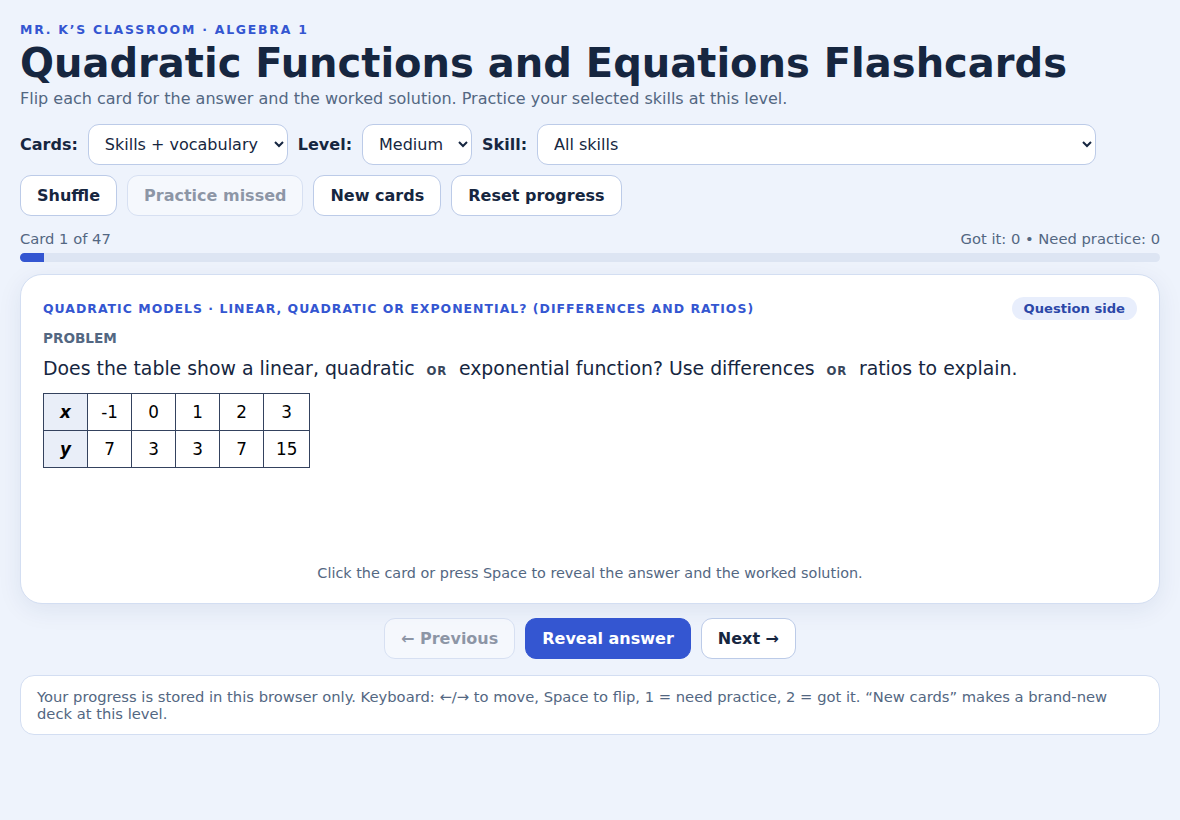 MR. K’S CLASSROOM · ALGEBRA 1
Quadratic Functions and Equations Flashcards
Flip each card for the answer and the worked solution. Practice your selected skills at this level.
Cards: Skills + vocabulary Level: Medium Skill: All skills
Shuffle Practice missed New cards Reset progress
Card 1 of 47 Got it: 0 • Need practice: 0
QUADRATIC MODELS · LINEAR, QUADRATIC OR EXPONENTIAL? (DIFFERENCES AND RATIOS) Question side
PROBLEM
Does the table show a linear, quadratic OR exponential function? Use differences OR ratios to explain.
x -1 0 1 2 3
y 7 3 3 7 15
Click the card or press Space to reveal the answer and the worked solution.
← Previous Reveal answer Next →
Your progress is stored in this browser only. Keyboard: ←/→ to move, Space to flip, 1 = need practice, 2 = got it. “New cards” makes a brand-new
deck at this level.